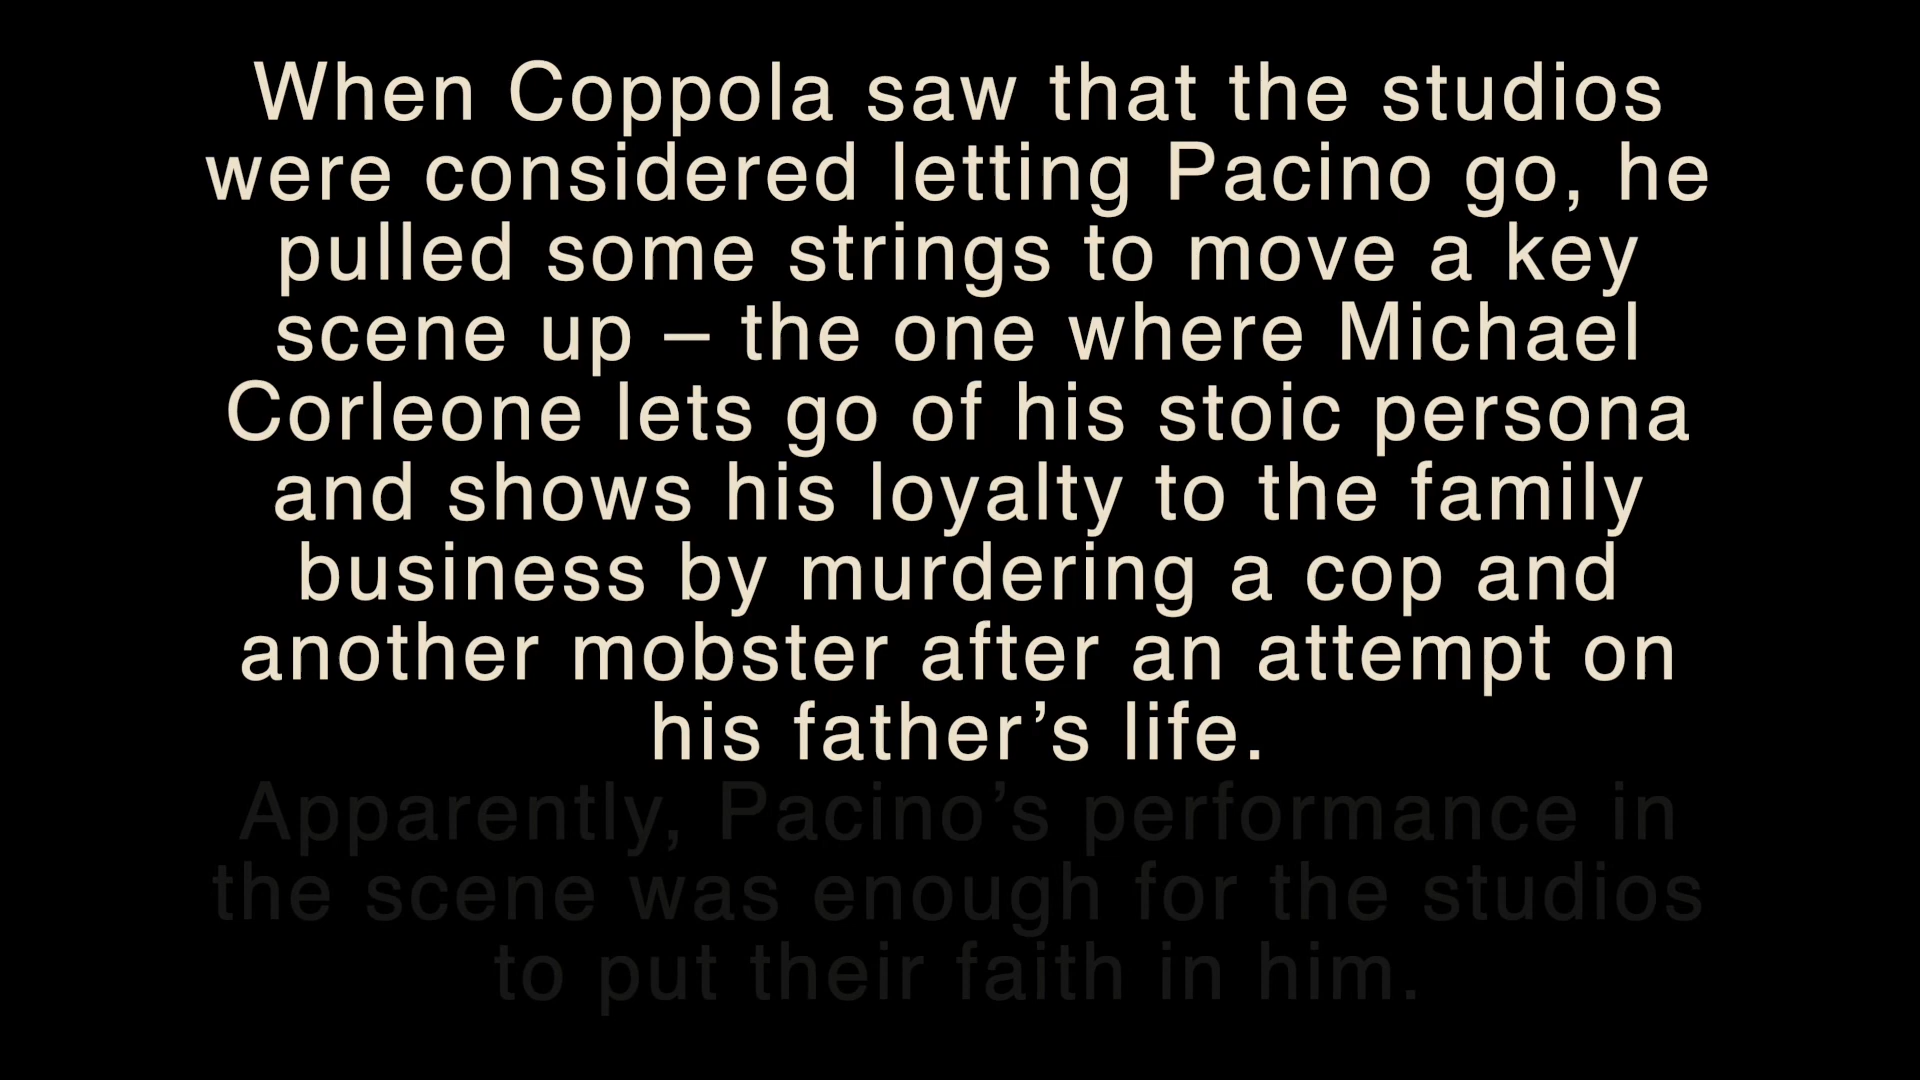 When Coppola saw that the studios
were considered letting Pacino go, he
pulled some strings to move a key
scene up – the one where Michael
Corleone lets go of his stoic persona
and shows his loyalty to the family
business by murdering a cop and
another mobster after an attempt on
his father’s life.
Apparently, Pacino’s performance in
the scene was enough for the studios
to put their faith in him.